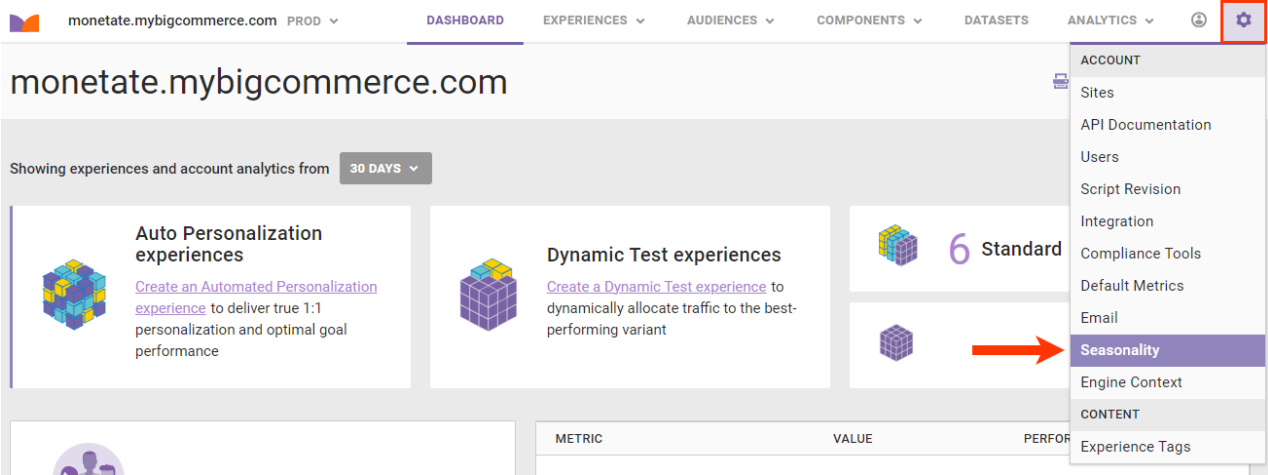 monetate.mybigcommerce.com PROD DASHBOARD EXPERIENCES AUDIENCES COMPONENTS DATASETS ANALYTICS
monetate.mybigcommerce.com
Showing experiences and account analytics from 30 DAYS
Auto Personalization
experiences
Create an Automated Personalization
experience to deliver true 1:1
personalization and optimal goal
performance
Dynamic Test experiences
Create a Dynamic Test experience to
dynamically allocate traffic to the best-
performing variant
6 Standard
METRIC VALUE PERFOR
ACCOUNT
Sites
API Documentation
Users
Script Revision
Integration
Compliance Tools
Default Metrics
Email
Seasonality
Engine Context
CONTENT
Experience Tags